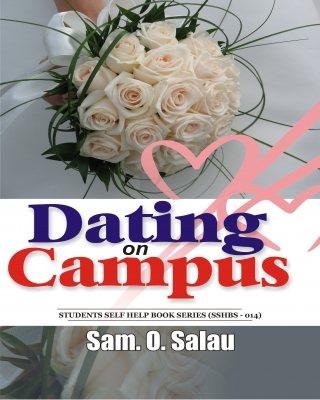 Dating
on
Campus
STUDENTS SELF HELP BOOK SERIES (SSHBS - 014)
Sam. O. Salau